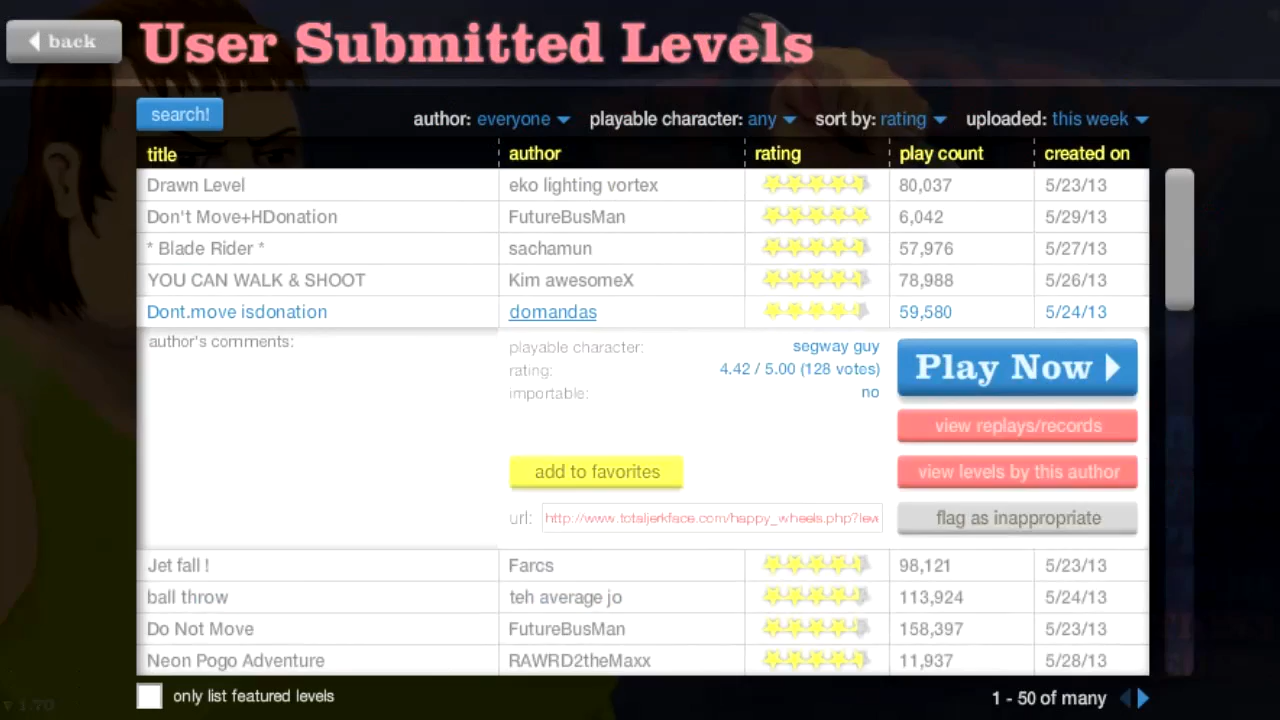 back
User Submitted Levels
search!
author: everyone playable character: any sort by: rating uploaded: this week
title author rating play count created on
Drawn Level eko lighting vortex 80,037 5/23/13
Don't Move+HDonation FutureBusMan 6,042 5/29/13
* Blade Rider * sachamun 57,976 5/27/13
YOU CAN WALK & SHOOT Kim awesomeX 78,988 5/26/13
Dont.move isdonation domandas 59,580 5/24/13
author's comments:
playable character: segway guy
rating: 4.42 / 5.00 (128 votes)
importable: no
Play Now
view replays/records
add to favorites
view levels by this author
url: http://www.totaljerkface.com/happy_wheels.php?lev
flag as inappropriate
Jet fall ! Farcs 98,121 5/23/13
ball throw teh average jo 113,924 5/24/13
Do Not Move FutureBusMan 158,397 5/23/13
Neon Pogo Adventure RAWRD2theMaxx 11,937 5/28/13
only list featured levels
1 - 50 of many
v 1.70